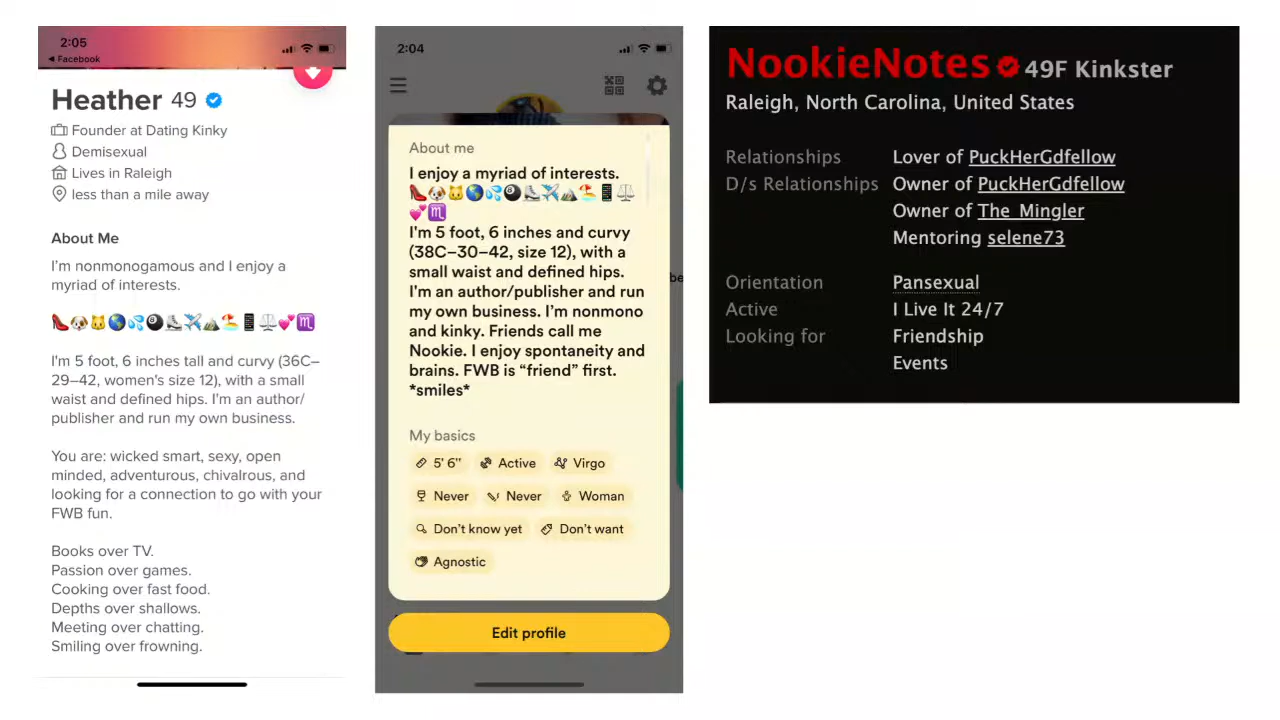 2:05
Facebook
Heather 49
Founder at Dating Kinky
Demisexual
Lives in Raleigh
less than a mile away
About Me
I'm nonmonogamous and I enjoy a
myriad of interests.
👠🐶🐱🌎💦🎱⛸✈️🏔🏖📱⚖️💕♏
I'm 5 foot, 6 inches tall and curvy (36C–
29–42, women's size 12), with a small
waist and defined hips. I'm an author/
publisher and run my own business.
You are: wicked smart, sexy, open
minded, adventurous, chivalrous, and
looking for a connection to go with your
FWB fun.
Books over TV.
Passion over games.
Cooking over fast food.
Depths over shallows.
Meeting over chatting.
Smiling over frowning.
2:04
About me
I enjoy a myriad of interests.
👠🐶🐱🌎💦🎱⛸✈️🏔🏖📱⚖️
💕♏
I'm 5 foot, 6 inches and curvy
(38C–30–42, size 12), with a
small waist and defined hips.
I'm an author/publisher and run
my own business. I'm nonmono
and kinky. Friends call me
Nookie. I enjoy spontaneity and
brains. FWB is “friend” first.
*smiles*
My basics
5' 6" Active Virgo
Never Never Woman
Don't know yet Don't want
Agnostic
Edit profile
be
NookieNotes 49F Kinkster
Raleigh, North Carolina, United States
Relationships Lover of PuckHerGdfellow
D/s Relationships Owner of PuckHerGdfellow
Owner of The_Mingler
Mentoring selene73
Orientation Pansexual
Active I Live It 24/7
Looking for Friendship
Events